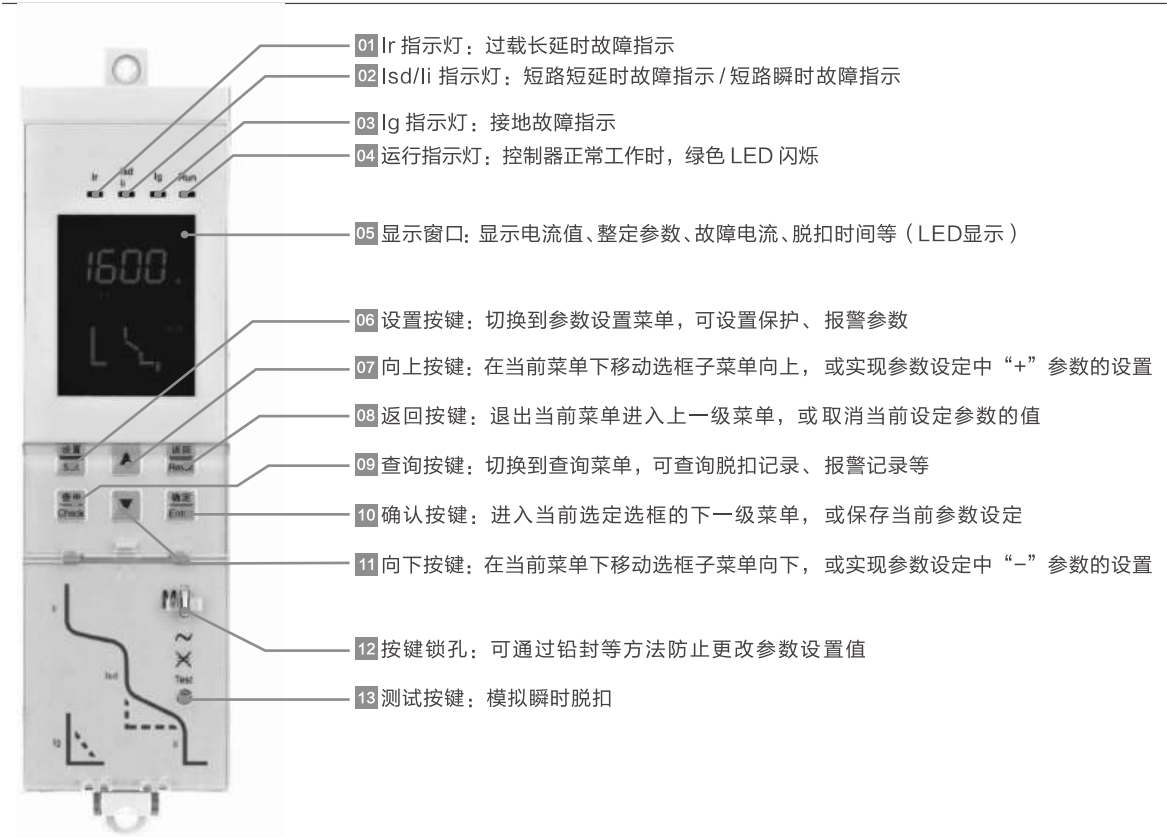 01 Ir 指示灯：过载长延时故障指示
02 Isd/Ii 指示灯：短路短延时故障指示 / 短路瞬时故障指示
03 Ig 指示灯：接地故障指示
04 运行指示灯：控制器正常工作时，绿色 LED 闪烁
Ir Isd Ii Ig Run
05 显示窗口：显示电流值、整定参数、故障电流、脱扣时间等（LED显示）
1600
06 设置按键：切换到参数设置菜单，可设置保护、报警参数
07 向上按键：在当前菜单下移动选框子菜单向上，或实现参数设定中“+”参数的设置
08 返回按键：退出当前菜单进入上一级菜单，或取消当前设定参数的值
设置 返回
Set
09 查询按键：切换到查询菜单，可查询脱扣记录、报警记录等
查询 确定
Check Enter
10 确认按键：进入当前选定选框的下一级菜单，或保存当前参数设定
11 向下按键：在当前菜单下移动选框子菜单向下，或实现参数设定中“−”参数的设置
12 按键锁孔：可通过铅封等方法防止更改参数设置值
Isd
Test
13 测试按键：模拟瞬时脱扣
Ig